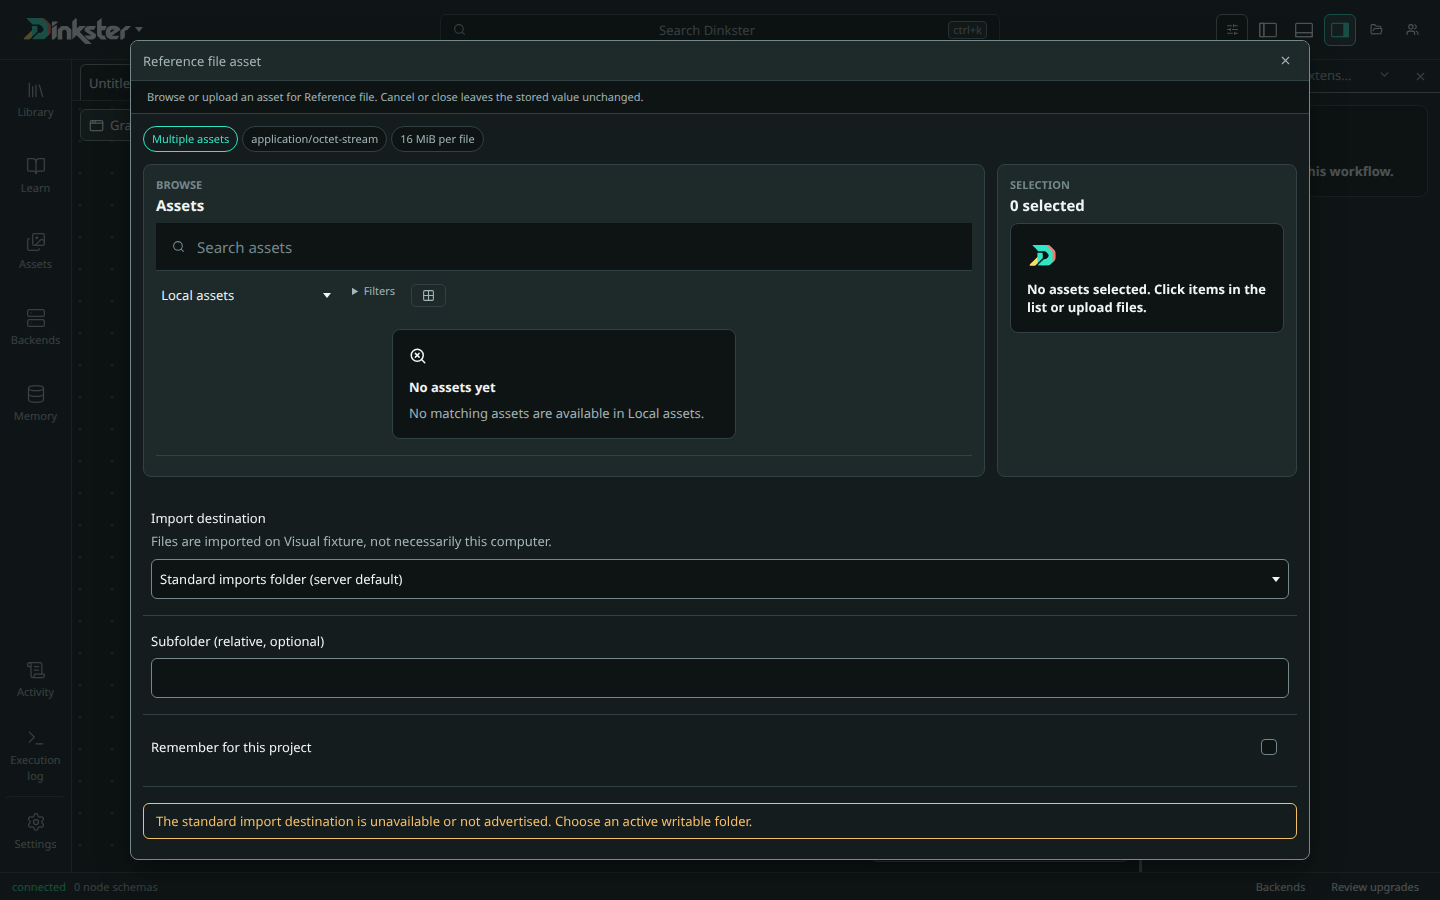 Dinkster
Search Dinkster
ctrl+k
Reference file asset
Browse or upload an asset for Reference file. Cancel or close leaves the stored value unchanged.
Multiple assets
application/octet-stream
16 MiB per file
BROWSE
Assets
Search assets
Local assets
Filters
No assets yet
No matching assets are available in Local assets.
SELECTION
0 selected
No assets selected. Click items in the
list or upload files.
Import destination
Files are imported on Visual fixture, not necessarily this computer.
Standard imports folder (server default)
Subfolder (relative, optional)
Remember for this project
The standard import destination is unavailable or not advertised. Choose an active writable folder.
Library
Learn
Assets
Backends
Memory
Activity
Execution
log
Settings
Untitle
Gra
xtens...
his workflow.
connected
0 node schemas
Backends
Review upgrades